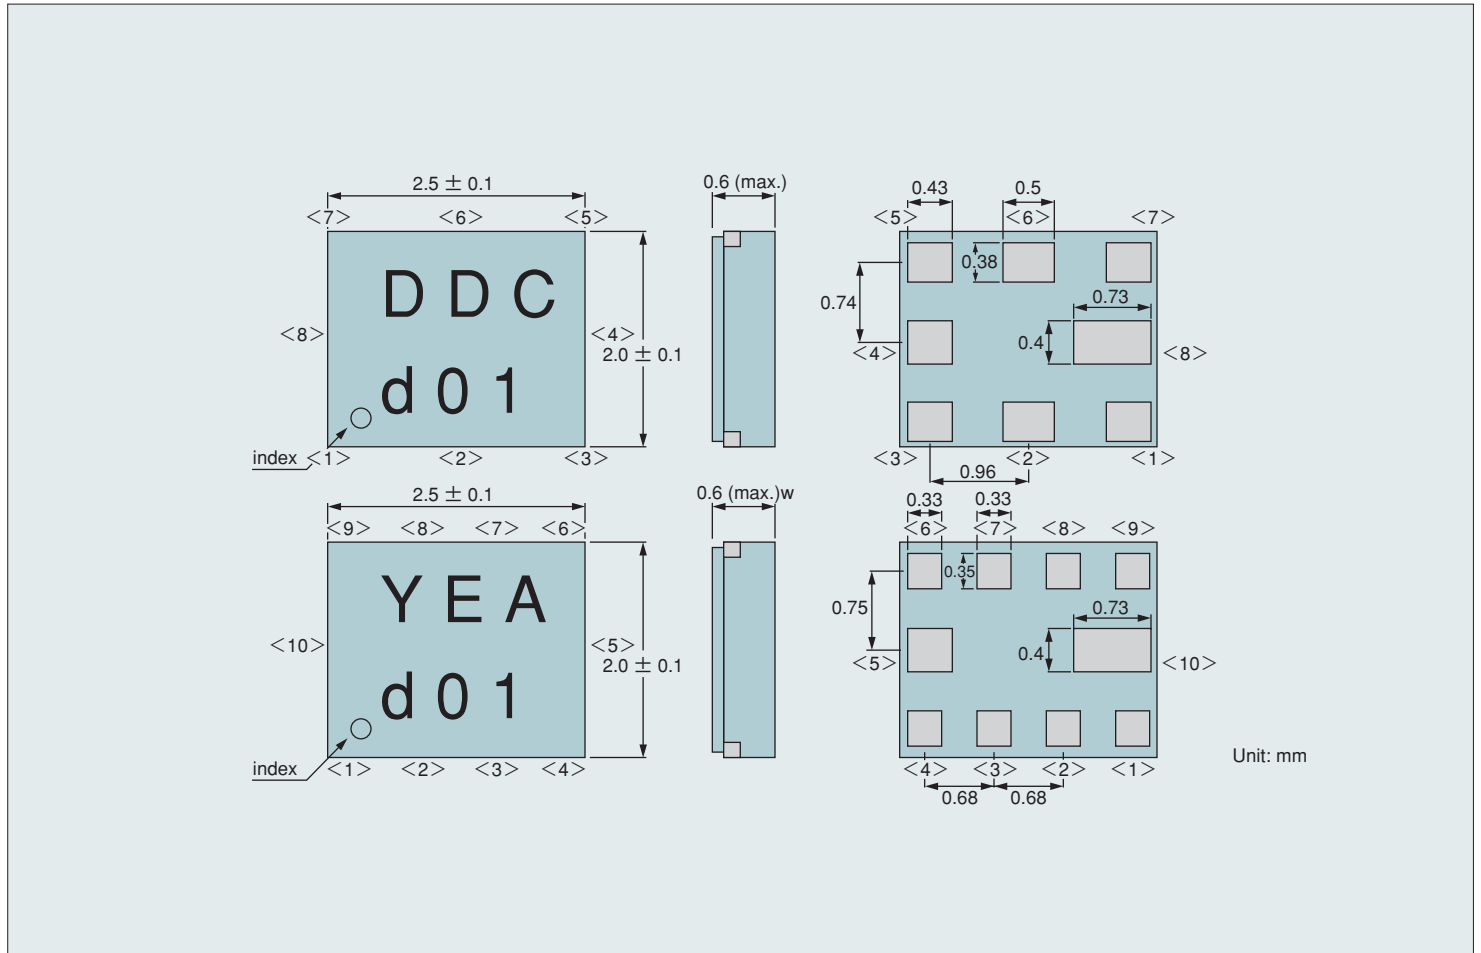 2.5 ± 0.1
0.6 (max.)
0.43
0.5
<7> <6> <5>
<5> <6> <7>
D D C
0.38
0.74
0.73
<8>
<4>
2.0 ± 0.1
<4>
0.4
<8>
d 0 1
index
<1> <2> <3>
<3> <2> <1>
0.96
2.5 ± 0.1
0.6 (max.)w
0.33 0.33
<9> <8> <7> <6>
<6> <7> <8> <9>
Y E A
0.35
0.75
0.73
<10>
<5>
2.0 ± 0.1
<5>
0.4
<10>
d 0 1
index
<1> <2> <3> <4>
<4> <3> <2> <1>
Unit: mm
0.68 0.68